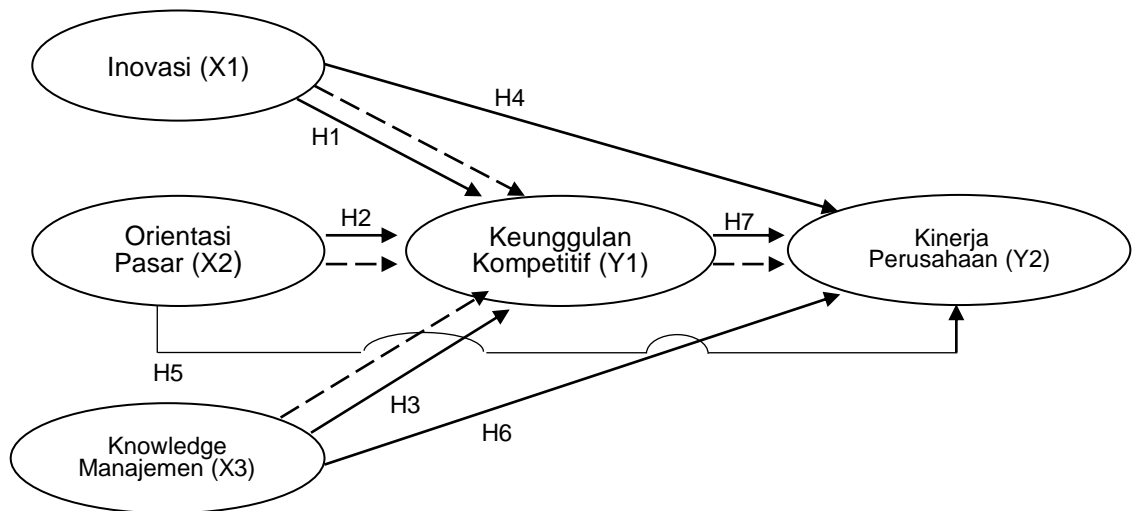 Inovasi (X1)
H4
H1
Orientasi
Pasar (X2)
H2
Keunggulan
Kompetitif (Y1)
H7
Kinerja
Perusahaan (Y2)
H5
H3
H6
Knowledge
Manajemen (X3)